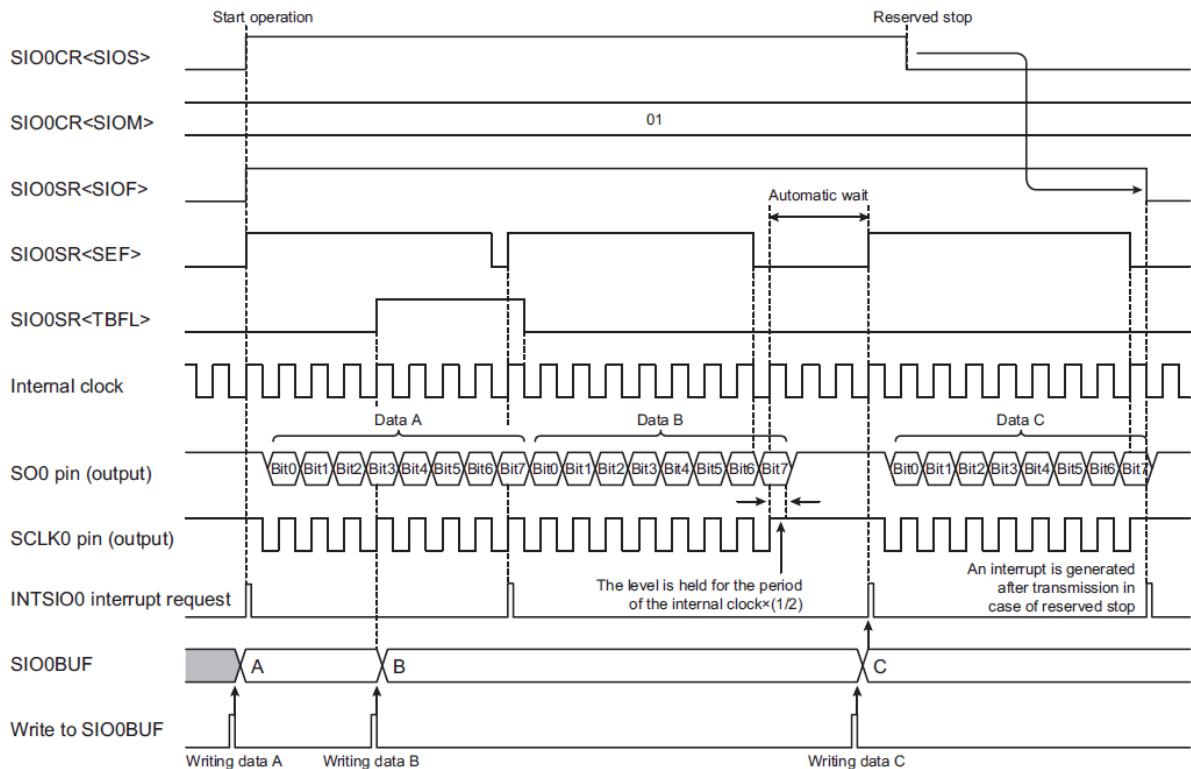 Start operation
Reserved stop
SIO0CR<SIOS>
SIO0CR<SIOM>
01
SIO0SR<SIOF>
Automatic wait
SIO0SR<SEF>
SIO0SR<TBFL>
Internal clock
Data A
Data B
Data C
SO0 pin (output)
Bit0 Bit1 Bit2 Bit3 Bit4 Bit5 Bit6 Bit7 Bit0 Bit1 Bit2 Bit3 Bit4 Bit5 Bit6 Bit7 Bit0 Bit1 Bit2 Bit3 Bit4 Bit5 Bit6 Bit7
SCLK0 pin (output)
The level is held for the period
of the internal clock×(1/2)
An interrupt is generated
after transmission in
case of reserved stop
INTSIO0 interrupt request
SIO0BUF
A
B
C
Write to SIO0BUF
Writing data A
Writing data B
Writing data C